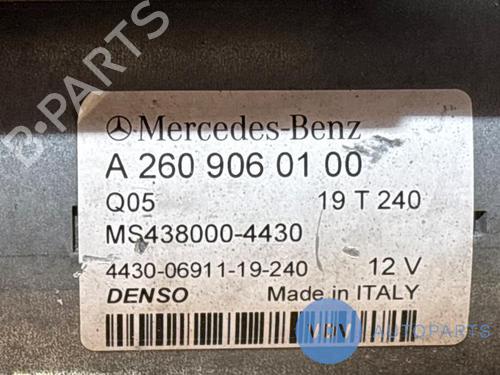 B-PARTS
Mercedes-Benz
A 260 906 01 00
Q05 19 T 240
MS438000-4430
4430-06911-19-240 12 V
DENSO Made in ITALY
VDV
AUTOPARTS